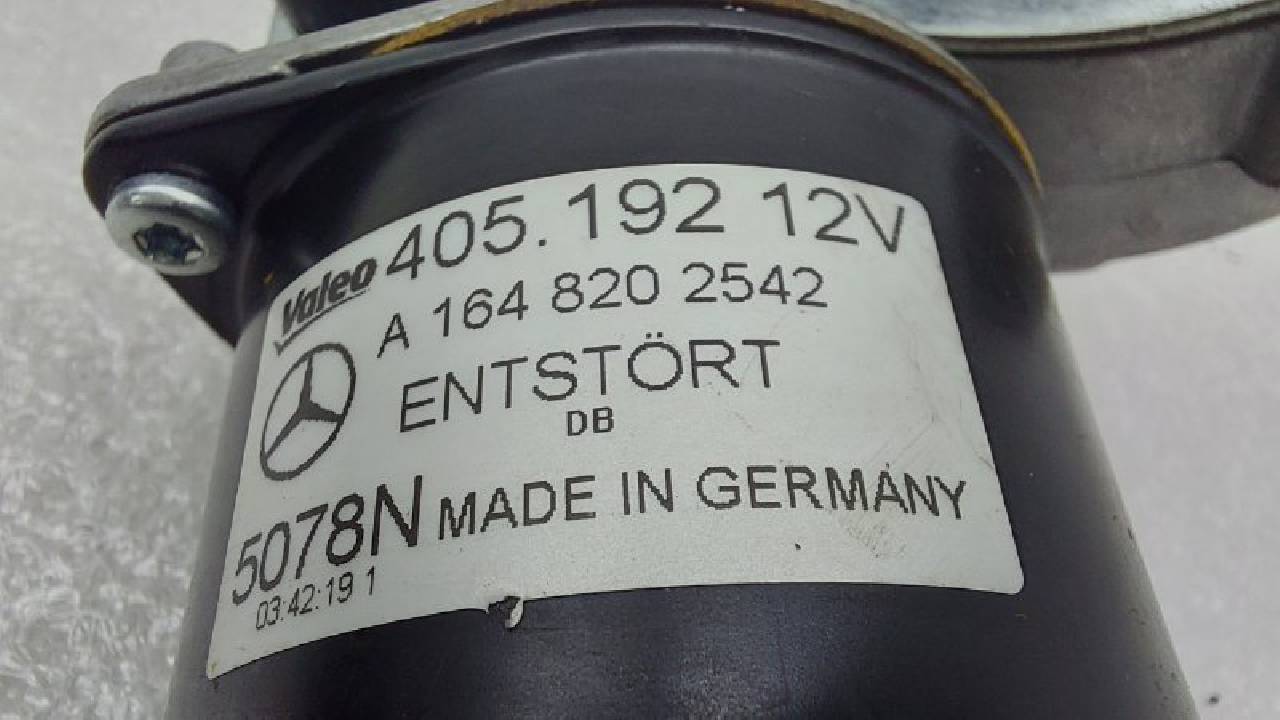 Valeo 405.192 12V
A 164 820 2542
ENTSTÖRT
DB
5078N MADE IN GERMANY
03:42:19 1